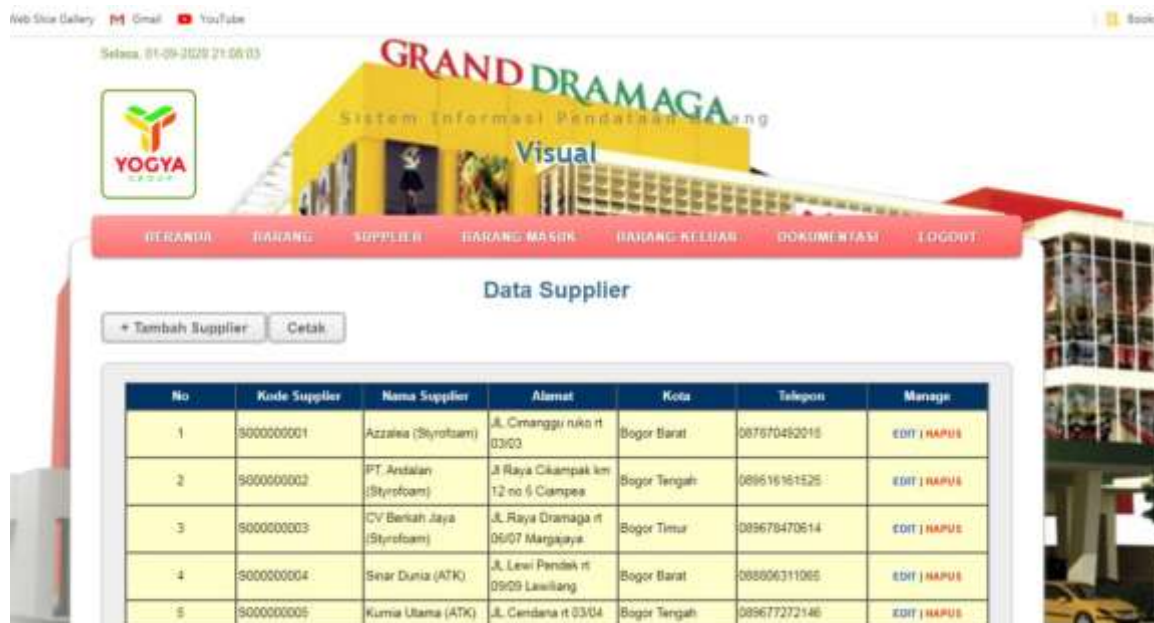 Web Slice Gallery Gmail YouTube
Selasa, 01-09-2020 21:08:03
GRAND DRAMAGA
Sistem Informasi Pendataan Barang
Visual
YOGYA
GROUP
BERANDA BARANG SUPPLIER BARANG MASUK BARANG KELUAR DOKUMENTASI LOGOUT
Data Supplier
+ Tambah Supplier Cetak
No Kode Supplier Nama Supplier Alamat Kota Telepon Manage
1 S000000001 Azzalea (Styrofoam) JL. Cimanggu ruko rt 03/03 Bogor Barat 087670492015 EDIT | HAPUS
2 S000000002 PT. Andalan (Styrofoam) Jl Raya Cikampak km 12 no 6 Ciampea Bogor Tengah 089516161525 EDIT | HAPUS
3 S000000003 CV Berkah Jaya (Styrofoam) JL. Raya Dramaga rt 06/07 Margajaya Bogor Timur 089678470614 EDIT | HAPUS
4 S000000004 Sinar Dunia (ATK) JL. Lewi Pendek rt 09/09 Lawiliang Bogor Barat 088806311065 EDIT | HAPUS
5 S000000005 Kurnia Utama (ATK) JL. Cendana rt 03/04 Bogor Tengah 089677272146 EDIT | HAPUS